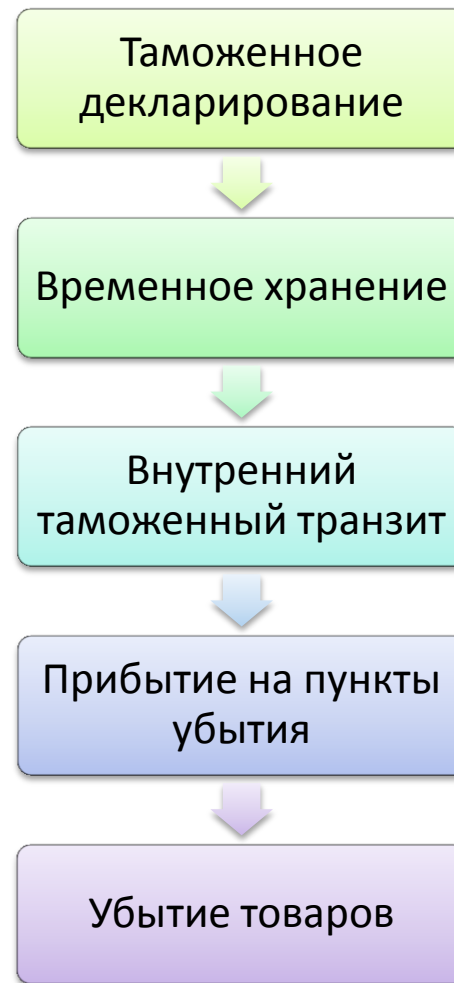 Таможенное
декларирование
Временное хранение
Внутренний
таможенный транзит
Прибытие на пункты
убытия
Убытие товаров